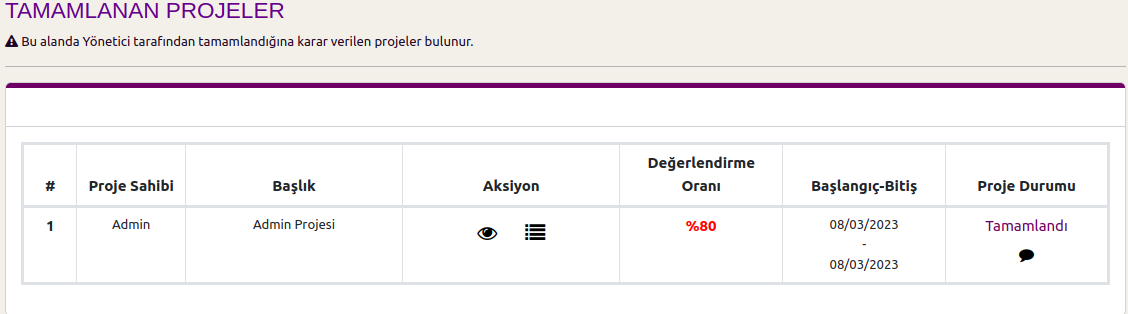 TAMAMLANAN PROJELER
Bu alanda Yönetici tarafından tamamlandığına karar verilen projeler bulunur.
# Proje Sahibi Başlık Aksiyon Değerlendirme Oranı Başlangıç-Bitiş Proje Durumu
1 Admin Admin Projesi %80 08/03/2023 Tamamlandı
-
08/03/2023